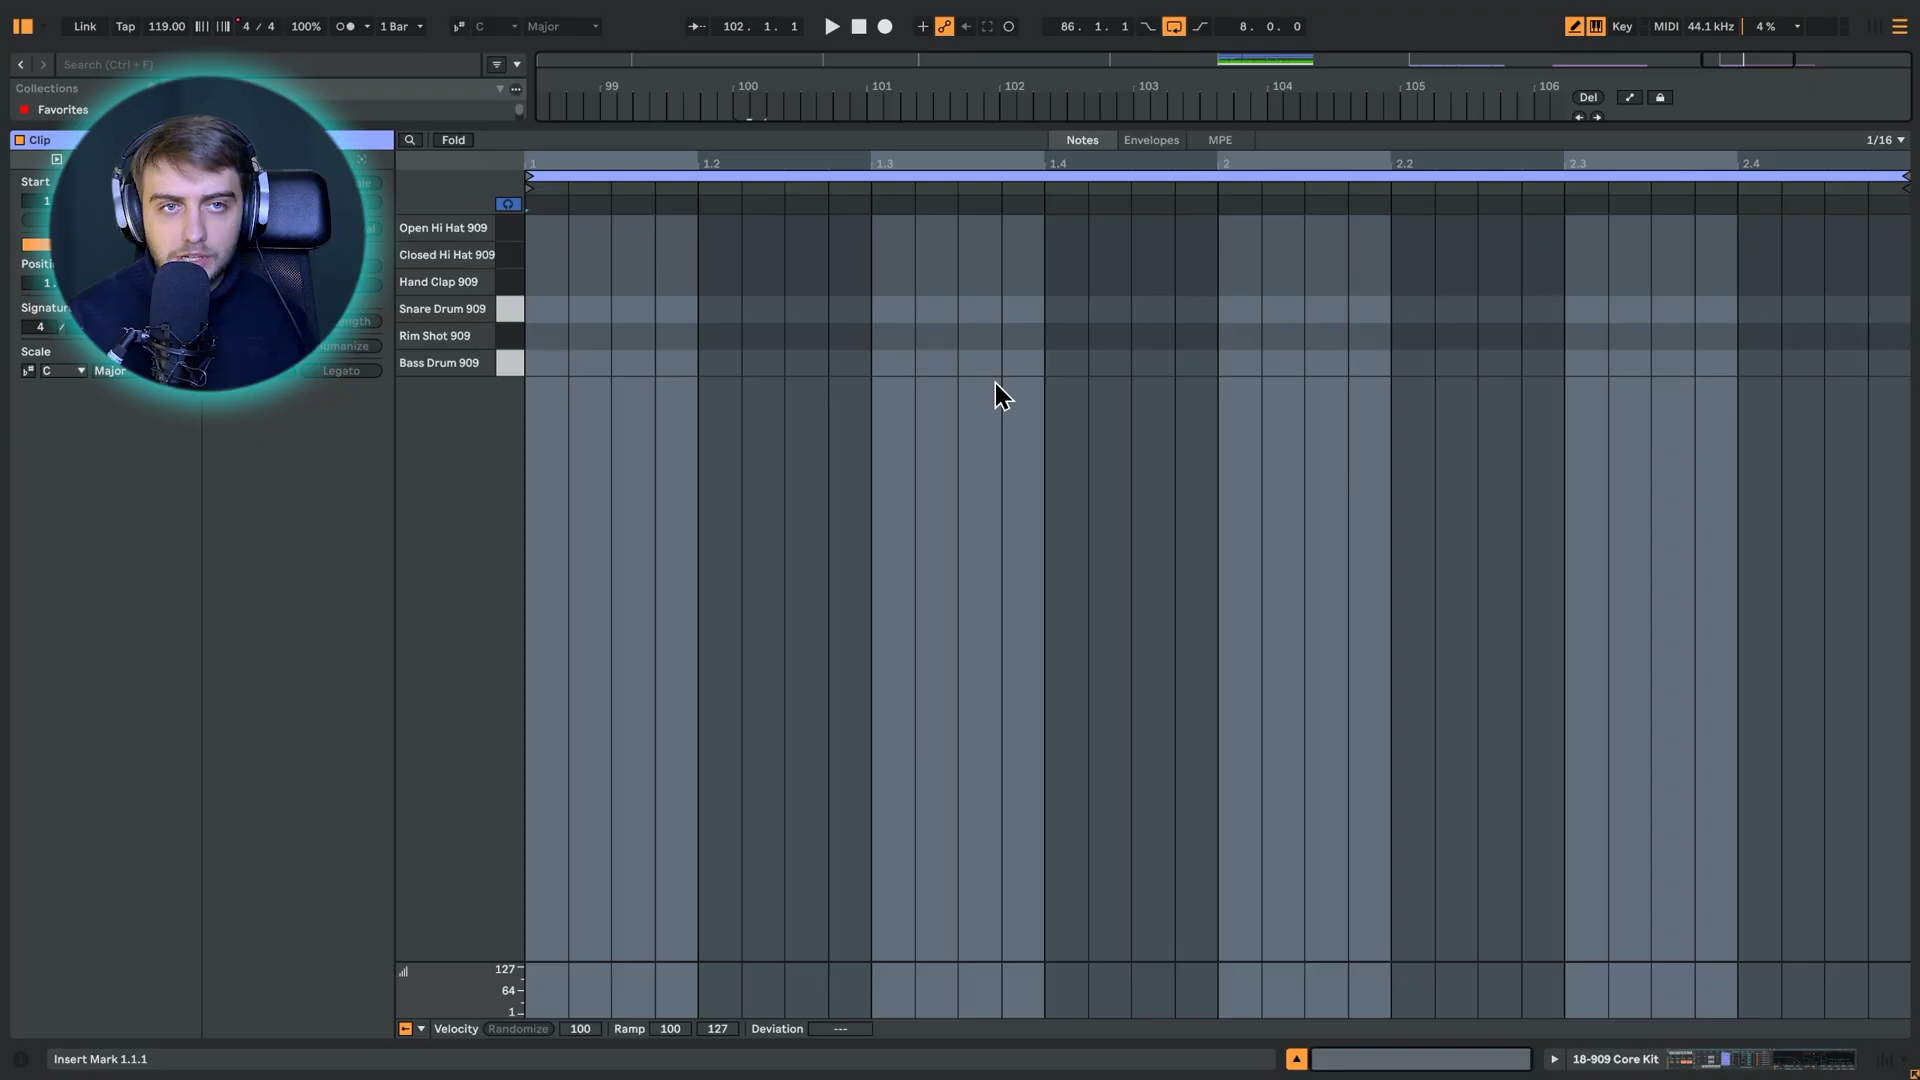 Link Tap 119.00 4 / 4 100% 1 Bar C Major 102. 1. 1 86. 1. 1 8. 0. 0 Key MIDI 44.1 kHz 4 %
Search (Ctrl + F)
Collections
Favorites
99 100 101 102 103 104 105 106 Del
Clip Fold Notes Envelopes MPE 1/16
1 1.2 1.3 1.4 2 2.2 2.3 2.4
Start
1
Open Hi Hat 909
Closed Hi Hat 909
Hand Clap 909
Snare Drum 909
Rim Shot 909
Bass Drum 909
1.
4 /
Scale
C Major Legato
127
64
1
Velocity Randomize 100 Ramp 100 127 Deviation ---
Insert Mark 1.1.1 18-909 Core Kit